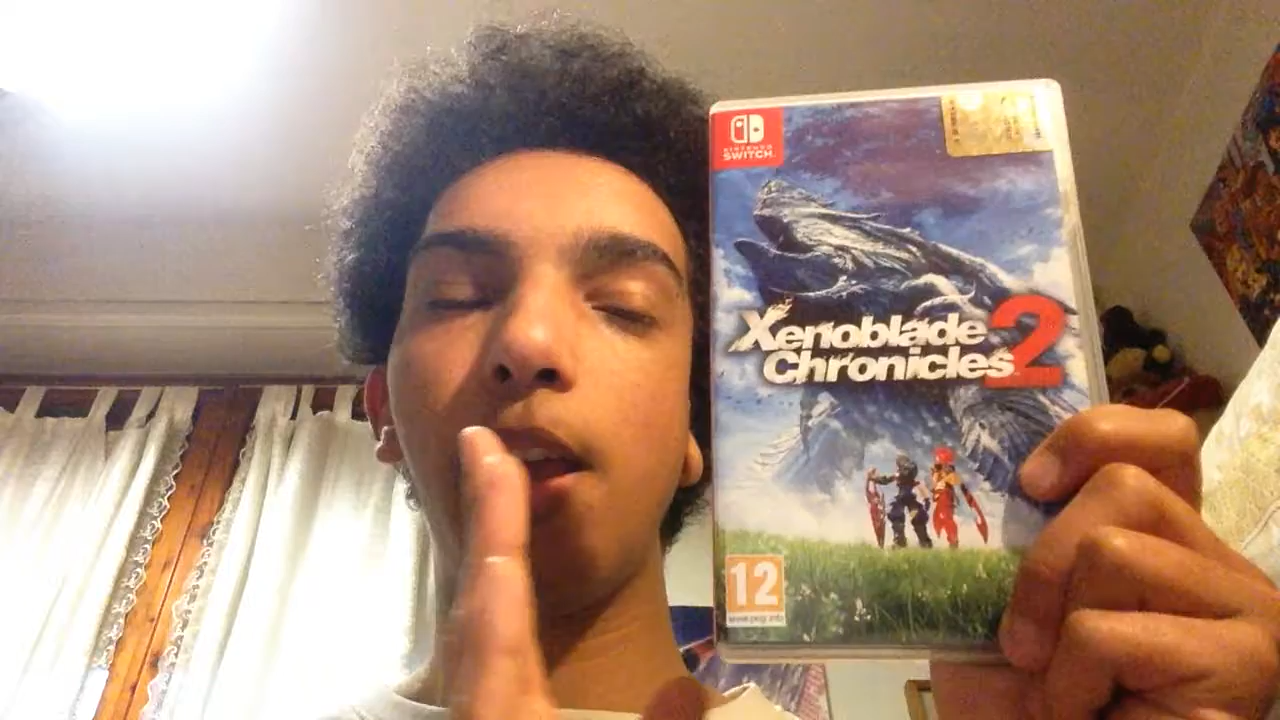 NINTENDO
SWITCH
Xenoblade
Chronicles 2
12
www.pegi.info